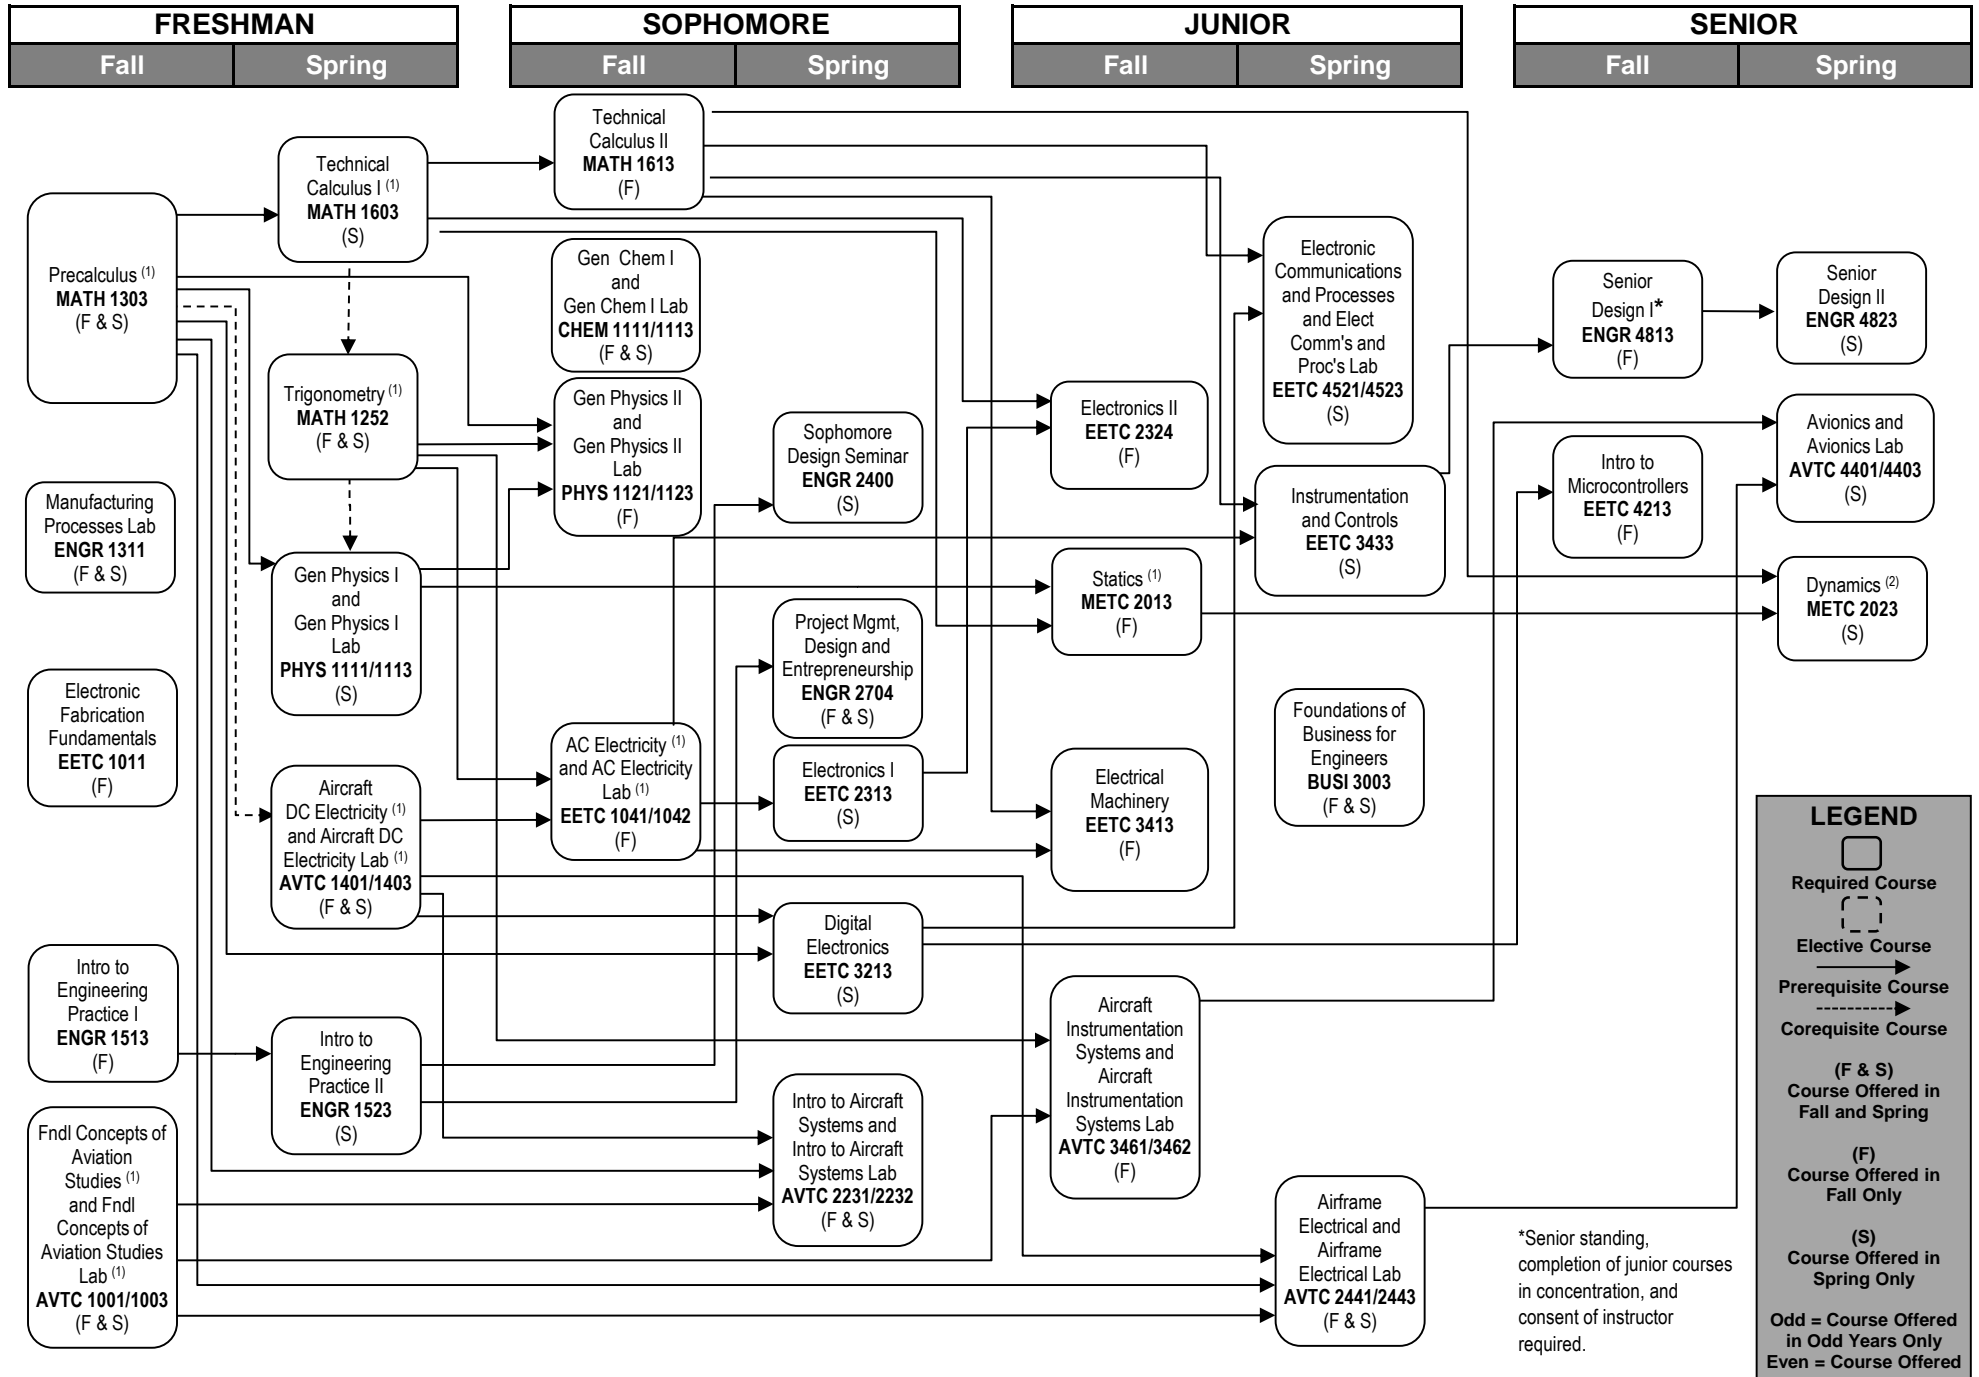 FRESHMAN
Fall
Spring
SOPHOMORE
Fall
Spring
JUNIOR
Fall
Spring
SENIOR
Fall
Spring
Precalculus (1)
MATH 1303
(F & S)
Manufacturing
Processes Lab
ENGR 1311
(F & S)
Electronic
Fabrication
Fundamentals
EETC 1011
(F)
Intro to
Engineering
Practice I
ENGR 1513
(F)
Fndl Concepts of
Aviation
Studies (1)
and Fndl
Concepts of
Aviation Studies
Lab (1)
AVTC 1001/1003
(F & S)
Technical
Calculus I (1)
MATH 1603
(S)
Trigonometry (1)
MATH 1252
(F & S)
Gen Physics I
and
Gen Physics I
Lab
PHYS 1111/1113
(S)
Aircraft
DC Electricity (1)
and Aircraft DC
Electricity Lab (1)
AVTC 1401/1403
(F & S)
Intro to
Engineering
Practice II
ENGR 1523
(S)
Technical
Calculus II
MATH 1613
(F)
Gen Chem I
and
Gen Chem I Lab
CHEM 1111/1113
(F & S)
Gen Physics II
and
Gen Physics II
Lab
PHYS 1121/1123
(F)
AC Electricity (1)
and AC Electricity
Lab (1)
EETC 1041/1042
(F)
Sophomore
Design Seminar
ENGR 2400
(S)
Project Mgmt,
Design and
Entrepreneurship
ENGR 2704
(F & S)
Electronics I
EETC 2313
(S)
Digital
Electronics
EETC 3213
(S)
Intro to Aircraft
Systems and
Intro to Aircraft
Systems Lab
AVTC 2231/2232
(F & S)
Electronics II
EETC 2324
(F)
Statics (1)
METC 2013
(F)
Electrical
Machinery
EETC 3413
(F)
Aircraft
Instrumentation
Systems and
Aircraft
Instrumentation
Systems Lab
AVTC 3461/3462
(F)
Electronic
Communications
and Processes
and Elect
Comm's and
Proc's Lab
EETC 4521/4523
(S)
Instrumentation
and Controls
EETC 3433
(S)
Foundations of
Business for
Engineers
BUSI 3003
(F & S)
Airframe
Electrical and
Airframe
Electrical Lab
AVTC 2441/2443
(F & S)
Senior
Design I*
ENGR 4813
(F)
Intro to
Microcontrollers
EETC 4213
(F)
Senior
Design II
ENGR 4823
(S)
Avionics and
Avionics Lab
AVTC 4401/4403
(S)
Dynamics (2)
METC 2023
(S)
*Senior standing,
completion of junior courses
in concentration, and
consent of instructor
required.
LEGEND
Required Course
Elective Course
Prerequisite Course
Corequisite Course
(F & S)
Course Offered in
Fall and Spring
(F)
Course Offered in
Fall Only
(S)
Course Offered in
Spring Only
Odd = Course Offered
in Odd Years Only
Even = Course Offered